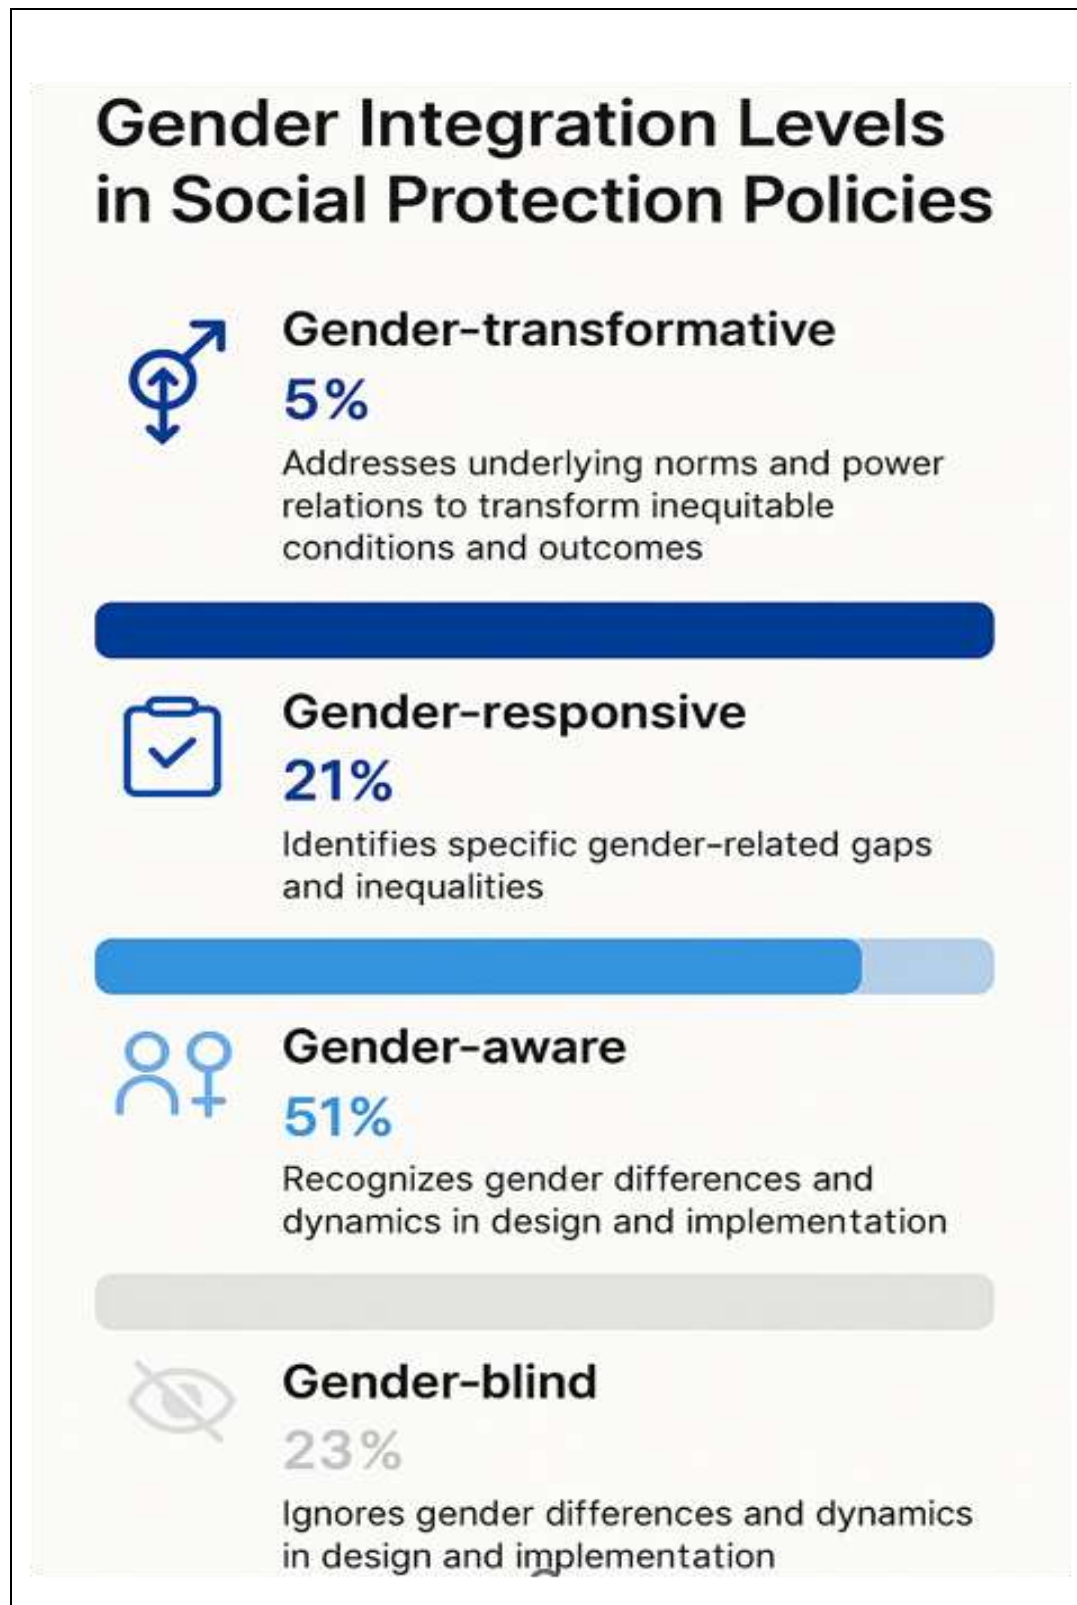 Gender Integration Levels
in Social Protection Policies
Gender-transformative
5%
Addresses underlying norms and power
relations to transform inequitable
conditions and outcomes
Gender-responsive
21%
Identifies specific gender-related gaps
and inequalities
Gender-aware
51%
Recognizes gender differences and
dynamics in design and implementation
Gender-blind
23%
Ignores gender differences and dynamics
in design and implementation